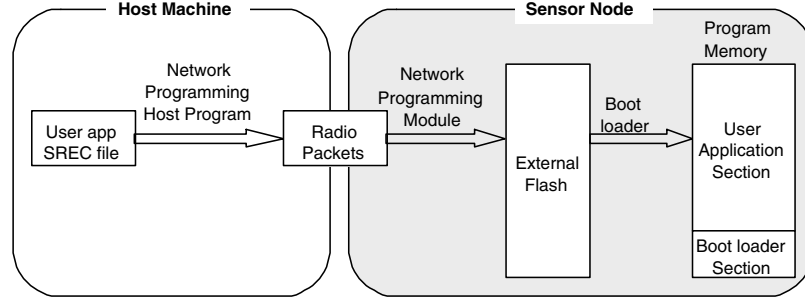 Host Machine
Sensor Node
Network
Programming
Host Program
User app
SREC file
Radio
Packets
Network
Programming
Module
External
Flash
Boot
loader
Program
Memory
User
Application
Section
Boot loader
Section